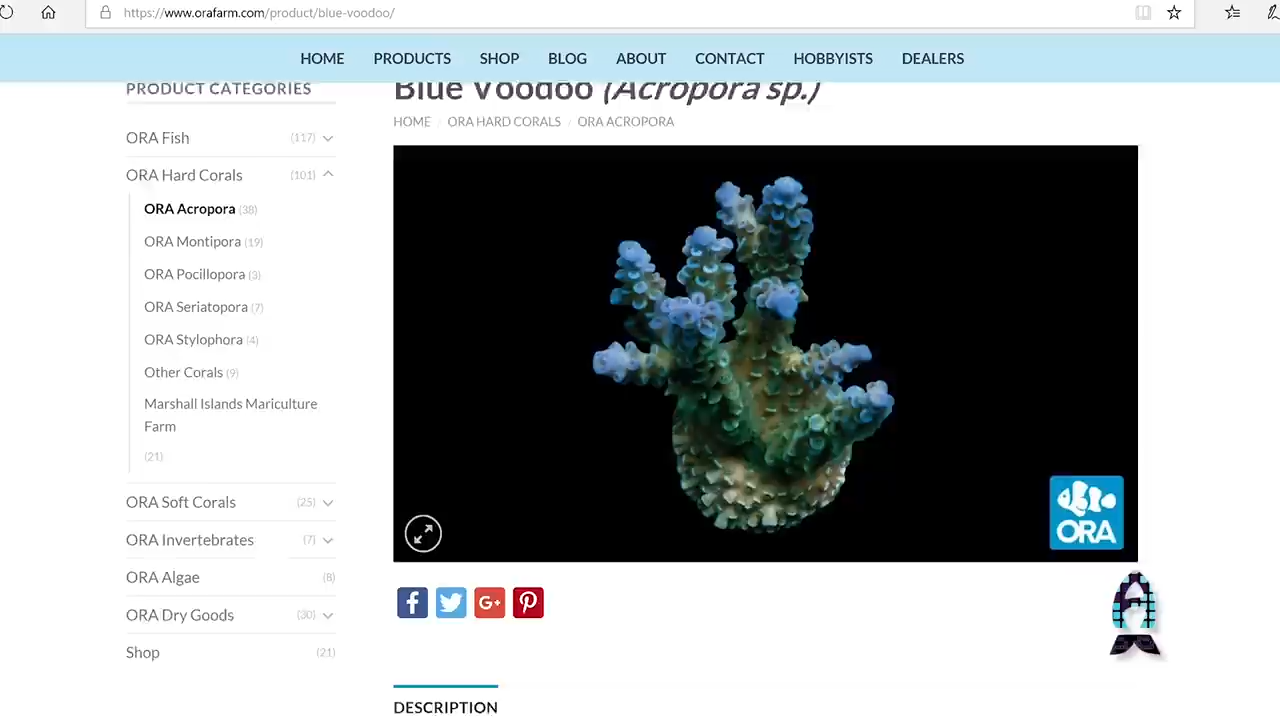 https://www.orafarm.com/product/blue-voodoo/
HOME PRODUCTS SHOP BLOG ABOUT CONTACT HOBBYISTS DEALERS
PRODUCT CATEGORIES
ORA Fish (117)
ORA Hard Corals (101)
ORA Acropora (38)
ORA Montipora (19)
ORA Pocillopora (3)
ORA Seriatopora (7)
ORA Stylophora (4)
Other Corals (9)
Marshall Islands Mariculture
Farm
(21)
ORA Soft Corals (25)
ORA Invertebrates (7)
ORA Algae (8)
ORA Dry Goods (30)
Shop (21)
Blue Voodoo (Acropora sp.)
HOME / ORA HARD CORALS / ORA ACROPORA
ORA
DESCRIPTION